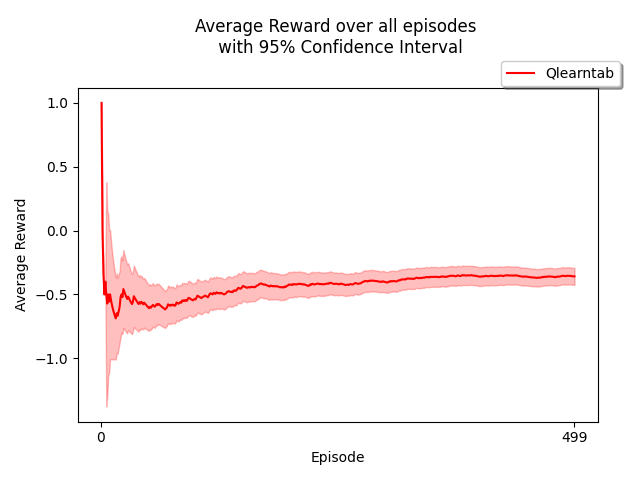 Average Reward over all episodes
with 95% Confidence Interval
Qlearntab
1.0
0.5
0.0
−0.5
−1.0
Average Reward
0
499
Episode